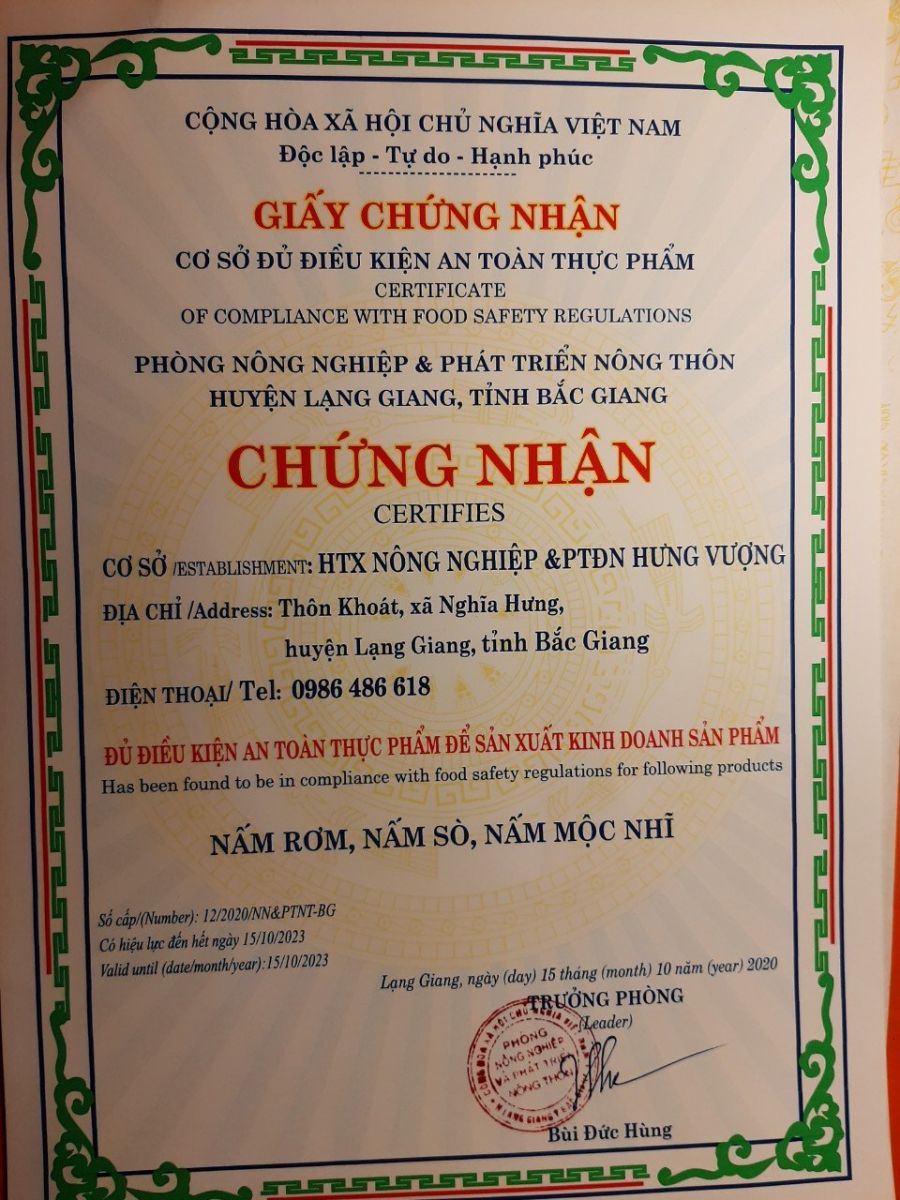 CỘNG HÒA XÃ HỘI CHỦ NGHĨA VIỆT NAM
Độc lập - Tự do - Hạnh phúc
GIẤY CHỨNG NHẬN
CƠ SỞ ĐỦ ĐIỀU KIỆN AN TOÀN THỰC PHẨM
CERTIFICATE
OF COMPLIANCE WITH FOOD SAFETY REGULATIONS
PHÒNG NÔNG NGHIỆP & PHÁT TRIỂN NÔNG THÔN
HUYỆN LẠNG GIANG, TỈNH BẮC GIANG
CHỨNG NHẬN
CERTIFIES
CƠ SỞ /ESTABLISHMENT: HTX NÔNG NGHIỆP &PTĐN HƯNG VƯỢNG
ĐỊA CHỈ /Address: Thôn Khoát, xã Nghĩa Hưng,
huyện Lạng Giang, tỉnh Bắc Giang
ĐIỆN THOẠI/ Tel: 0986 486 618
ĐỦ ĐIỀU KIỆN AN TOÀN THỰC PHẨM ĐỂ SẢN XUẤT KINH DOANH SẢN PHẨM
Has been found to be in compliance with food safety regulations for following products
NẤM RƠM, NẤM SÒ, NẤM MỘC NHĨ
Số cấp/(Number): 12/2020/NN&PTNT-BG
Có hiệu lực đến hết ngày 15/10/2023
Valid until (date/month/year):15/10/2023
Lạng Giang, ngày (day) 15 tháng (month) 10 năm (year) 2020
TRƯỞNG PHÒNG
(Leader)
PHÒNG
NÔNG NGHIỆP
VÀ PHÁT TRIỂN
NÔNG THÔN
Bùi Đức Hùng